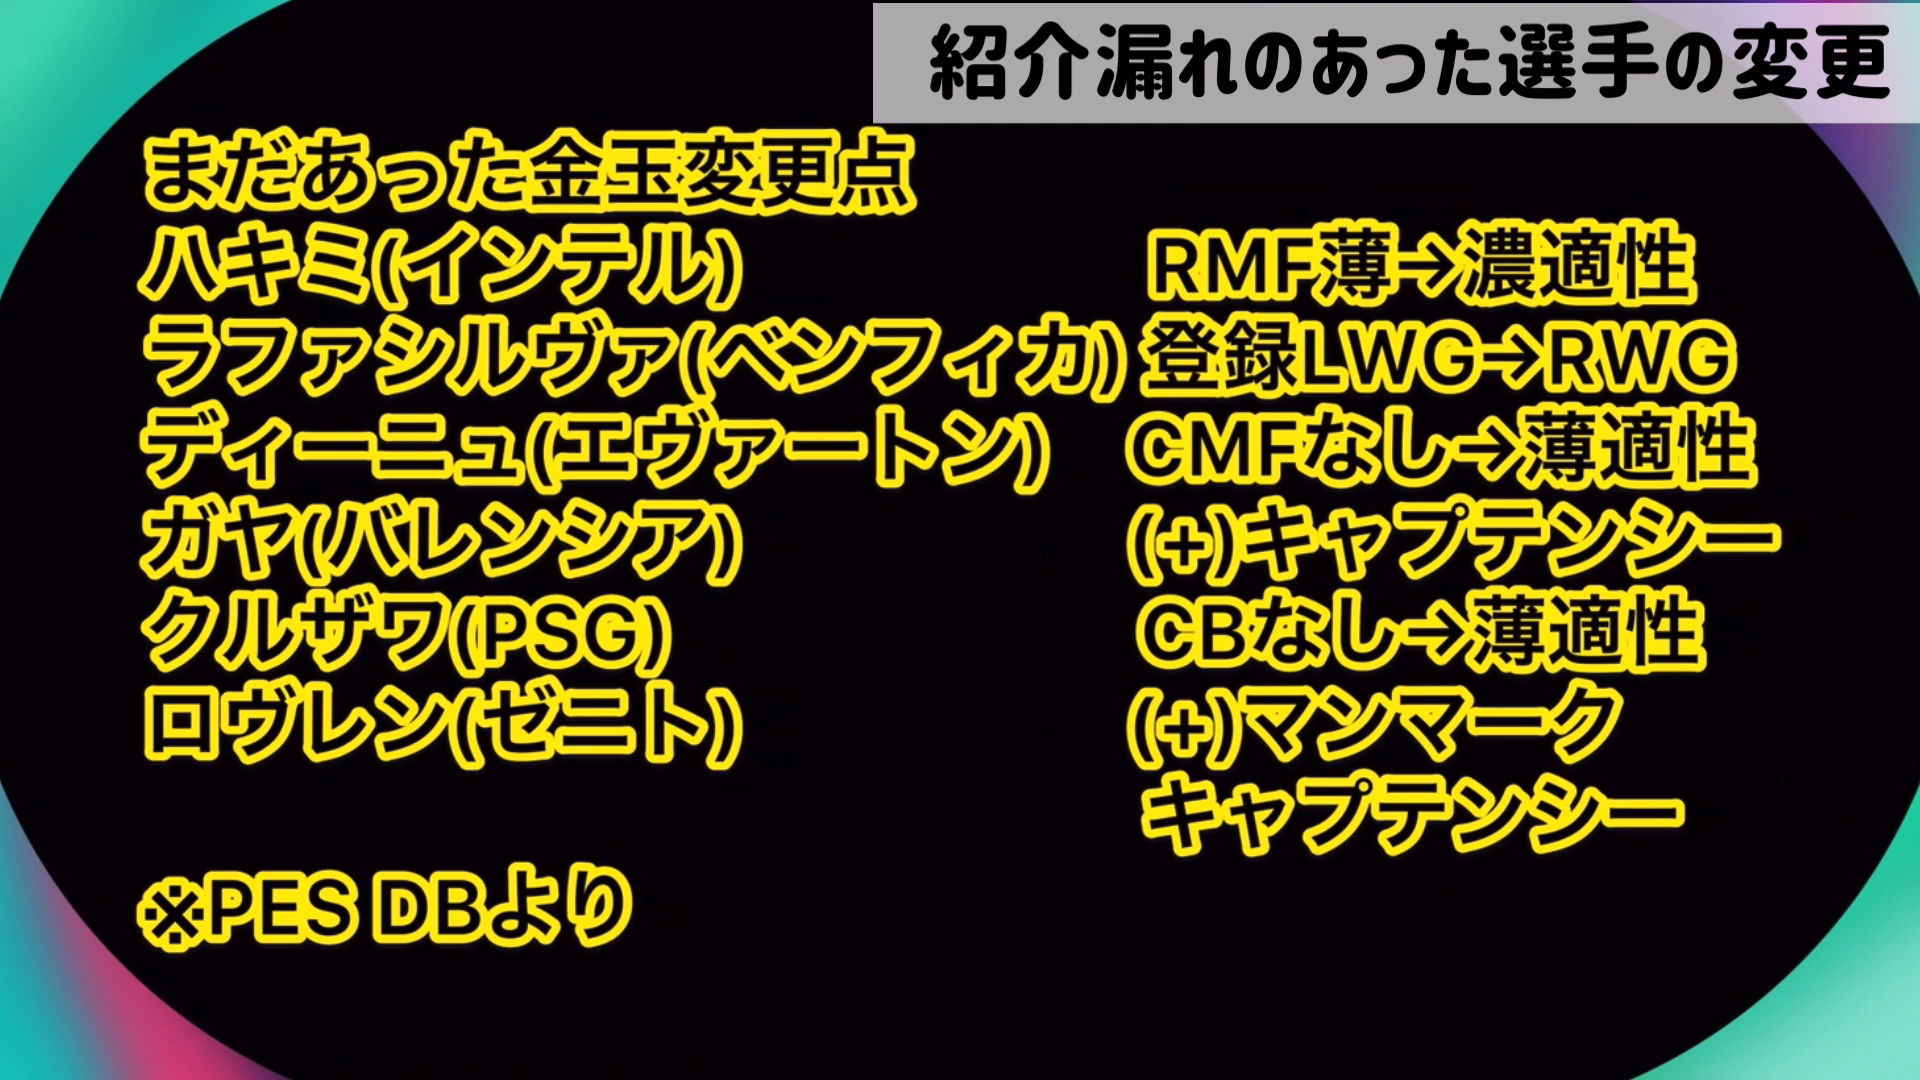 紹介漏れのあった選手の変更
まだあった金玉変更点
ハキミ(インテル) RMF薄→濃適性
ラファシルヴァ(ベンフィカ) 登録LWG→RWG
ディーニュ(エヴァートン) CMFなし→薄適性
ガヤ(バレンシア) (+)キャプテンシー
クルザワ(PSG) CBなし→薄適性
ロヴレン(ゼニト) (+)マンマーク
キャプテンシー
※PES DBより